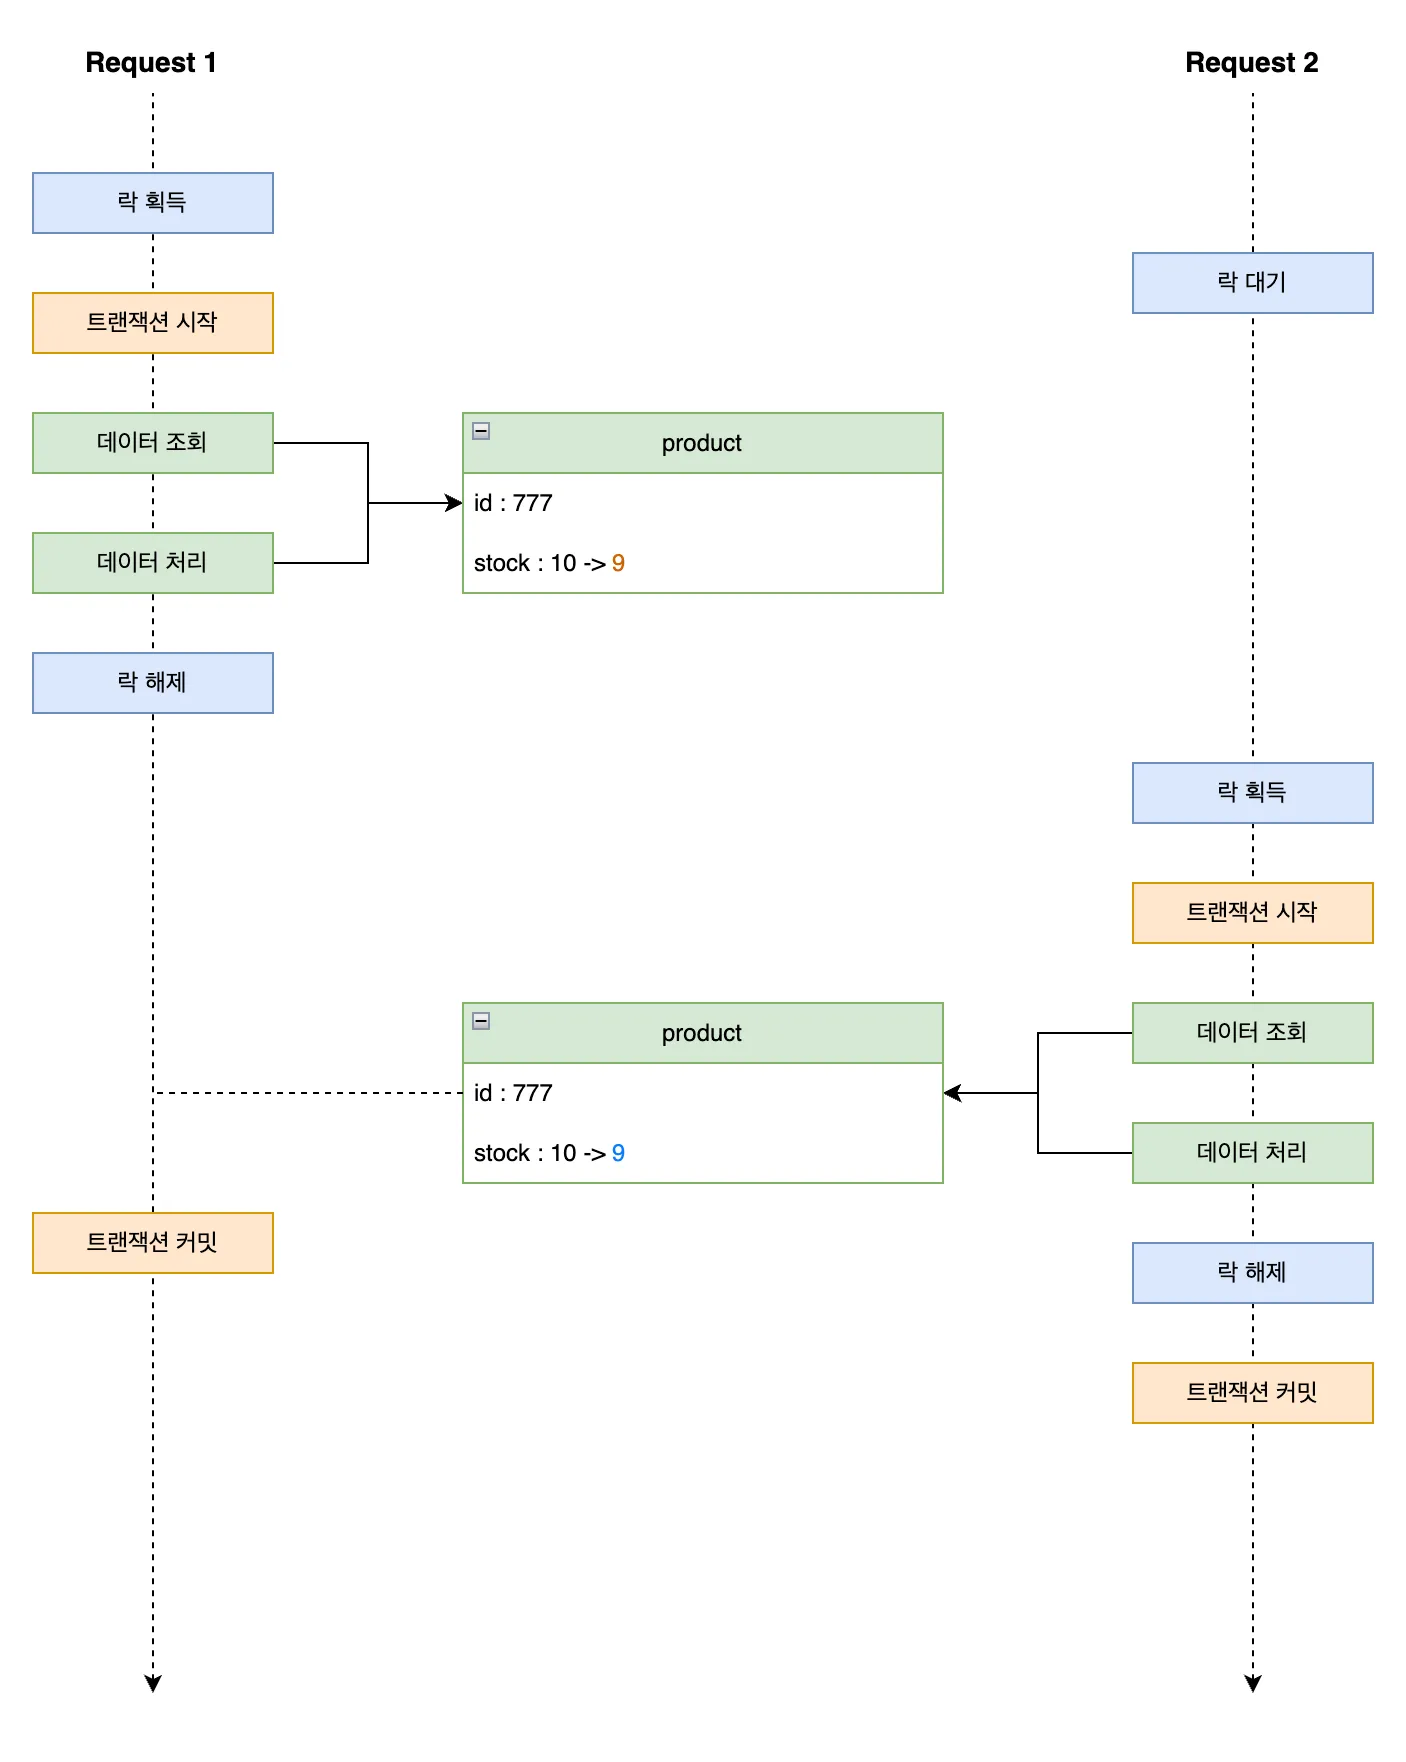 Request 1
Request 2
락 획득
락 대기
트랜잭션 시작
데이터 조회
product
id : 777
데이터 처리
stock : 10 -> 9
락 해제
락 획득
트랜잭션 시작
product
데이터 조회
id : 777
stock : 10 -> 9
데이터 처리
트랜잭션 커밋
락 해제
트랜잭션 커밋